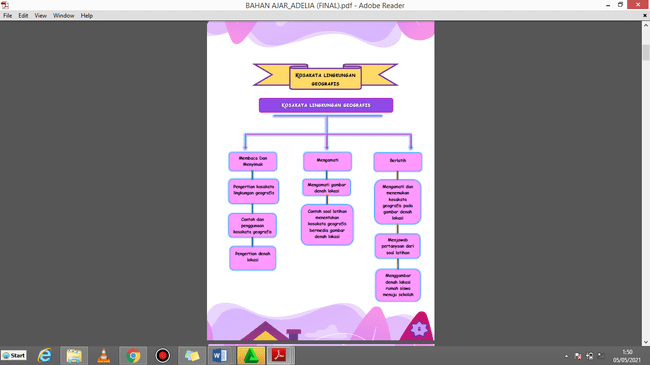 BAHAN AJAR_ADELIA (FINAL).pdf - Adobe Reader
File Edit View Window Help
KOSAKATA LINGKUNGAN
GEOGRAFIS
KOSAKATA LINGKUNGAN GEOGRAFIS
Membaca Dan
Menyimak
Pengertian kosakata
lingkungan geografis
Contoh dan
penggunaan
kosakata geografis
Pengertian denah
lokasi
Mengamati
Mengamati gambar
denah lokasi
Contoh soal latihan
menentukan
kosakata geografis
bermedia gambar
denah lokasi
Berlatih
Mengamati dan
menemukan
kosakata
geografis pada
gambar denah
lokasi
Menjawab
pertanyaan dari
soal latihan
Menggambar
denah lokasi
rumah siswa
menuju sekolah
Start
1:50
05/05/2021